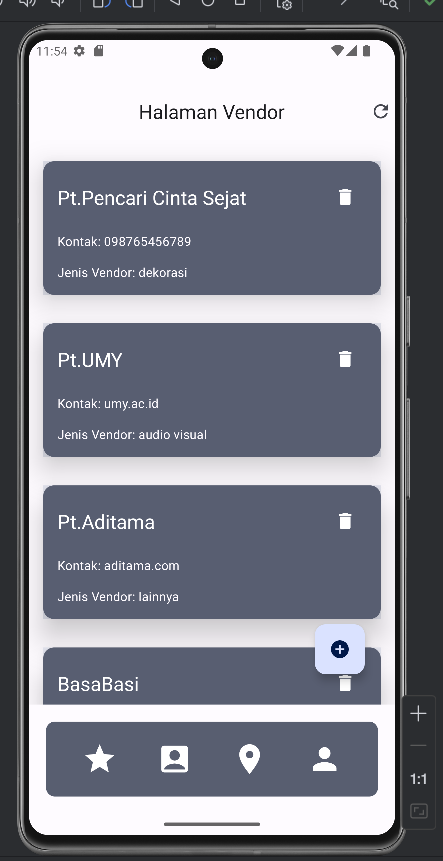 11:54
Halaman Vendor
Pt.Pencari Cinta Sejat
Kontak: 098765456789
Jenis Vendor: dekorasi
Pt.UMY
Kontak: umy.ac.id
Jenis Vendor: audio visual
Pt.Aditama
Kontak: aditama.com
Jenis Vendor: lainnya
BasaBasi
1:1